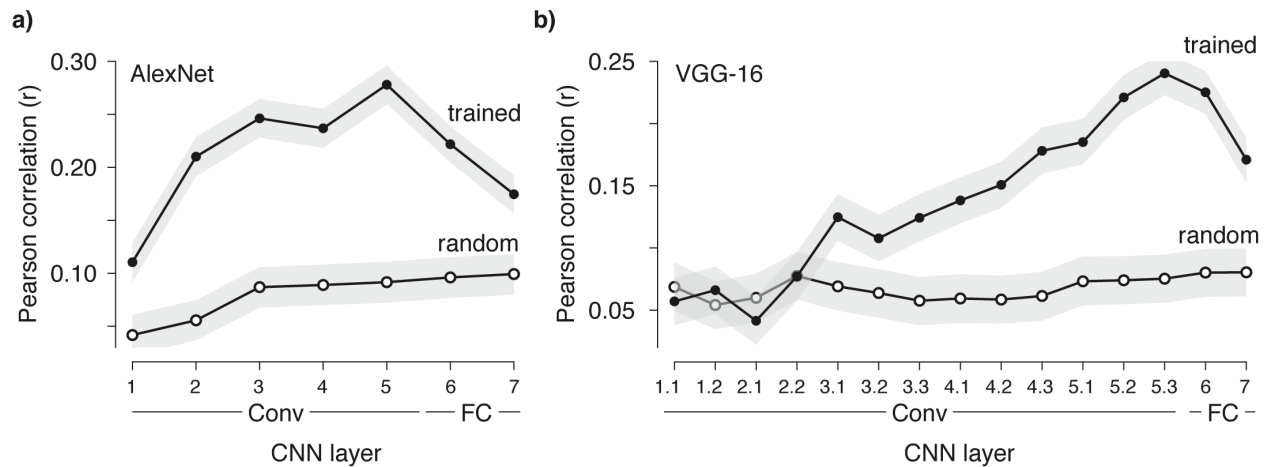 a)
AlexNet
Pearson correlation (r)
0.30
0.20
0.10
trained
random
1 2 3 4 5 6 7
Conv FC
CNN layer
b)
VGG-16
Pearson correlation (r)
0.25
0.15
0.05
trained
random
1.1 1.2 2.1 2.2 3.1 3.2 3.3 4.1 4.2 4.3 5.1 5.2 5.3 6 7
Conv FC
CNN layer